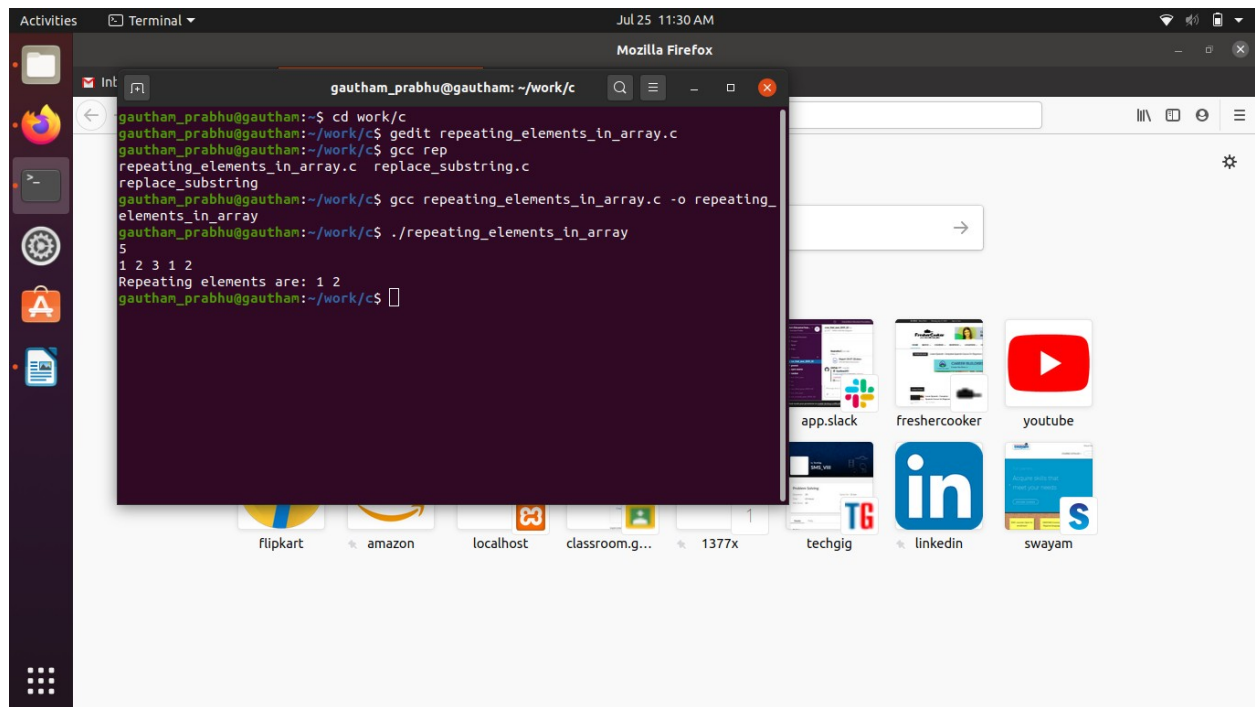 Activities
Terminal
Jul 25 11:30 AM
Mozilla Firefox
gautham_prabhu@gautham: ~/work/c
gautham_prabhu@gautham:~$ cd work/c
gautham_prabhu@gautham:~/work/c$ gedit repeating_elements_in_array.c
gautham_prabhu@gautham:~/work/c$ gcc rep
repeating_elements_in_array.c  replace_substring.c
replace_substring
gautham_prabhu@gautham:~/work/c$ gcc repeating_elements_in_array.c -o repeating_
elements_in_array
gautham_prabhu@gautham:~/work/c$ ./repeating_elements_in_array
5
1 2 3 1 2
Repeating elements are: 1 2
gautham_prabhu@gautham:~/work/c$
app.slack
freshercooker
youtube
TG
in
S
1
flipkart
amazon
localhost
classroom.g...
1377x
techgig
linkedin
swayam